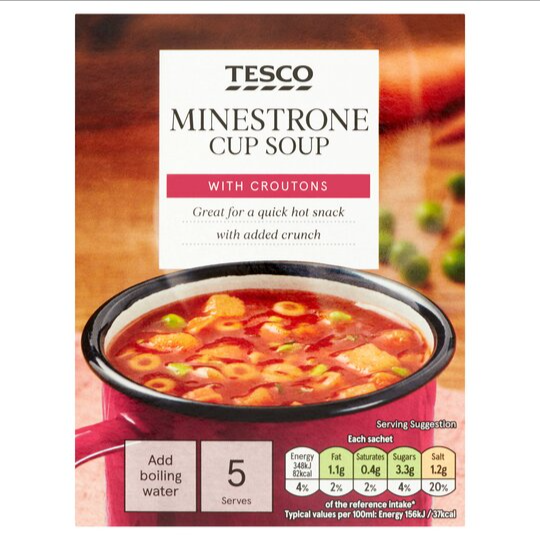 TESCO
MINESTRONE
CUP SOUP
WITH CROUTONS
Great for a quick hot snack
with added crunch
Serving Suggestion
Each sachet
Add
boiling
water
5
Serves
Energy
348kJ
82kcal
4%
Fat
1.1g
2%
Saturates
0.4g
2%
Sugars
3.3g
4%
Salt
1.2g
20%
of the reference intake*
Typical values per 100ml: Energy 156kJ / 37kcal